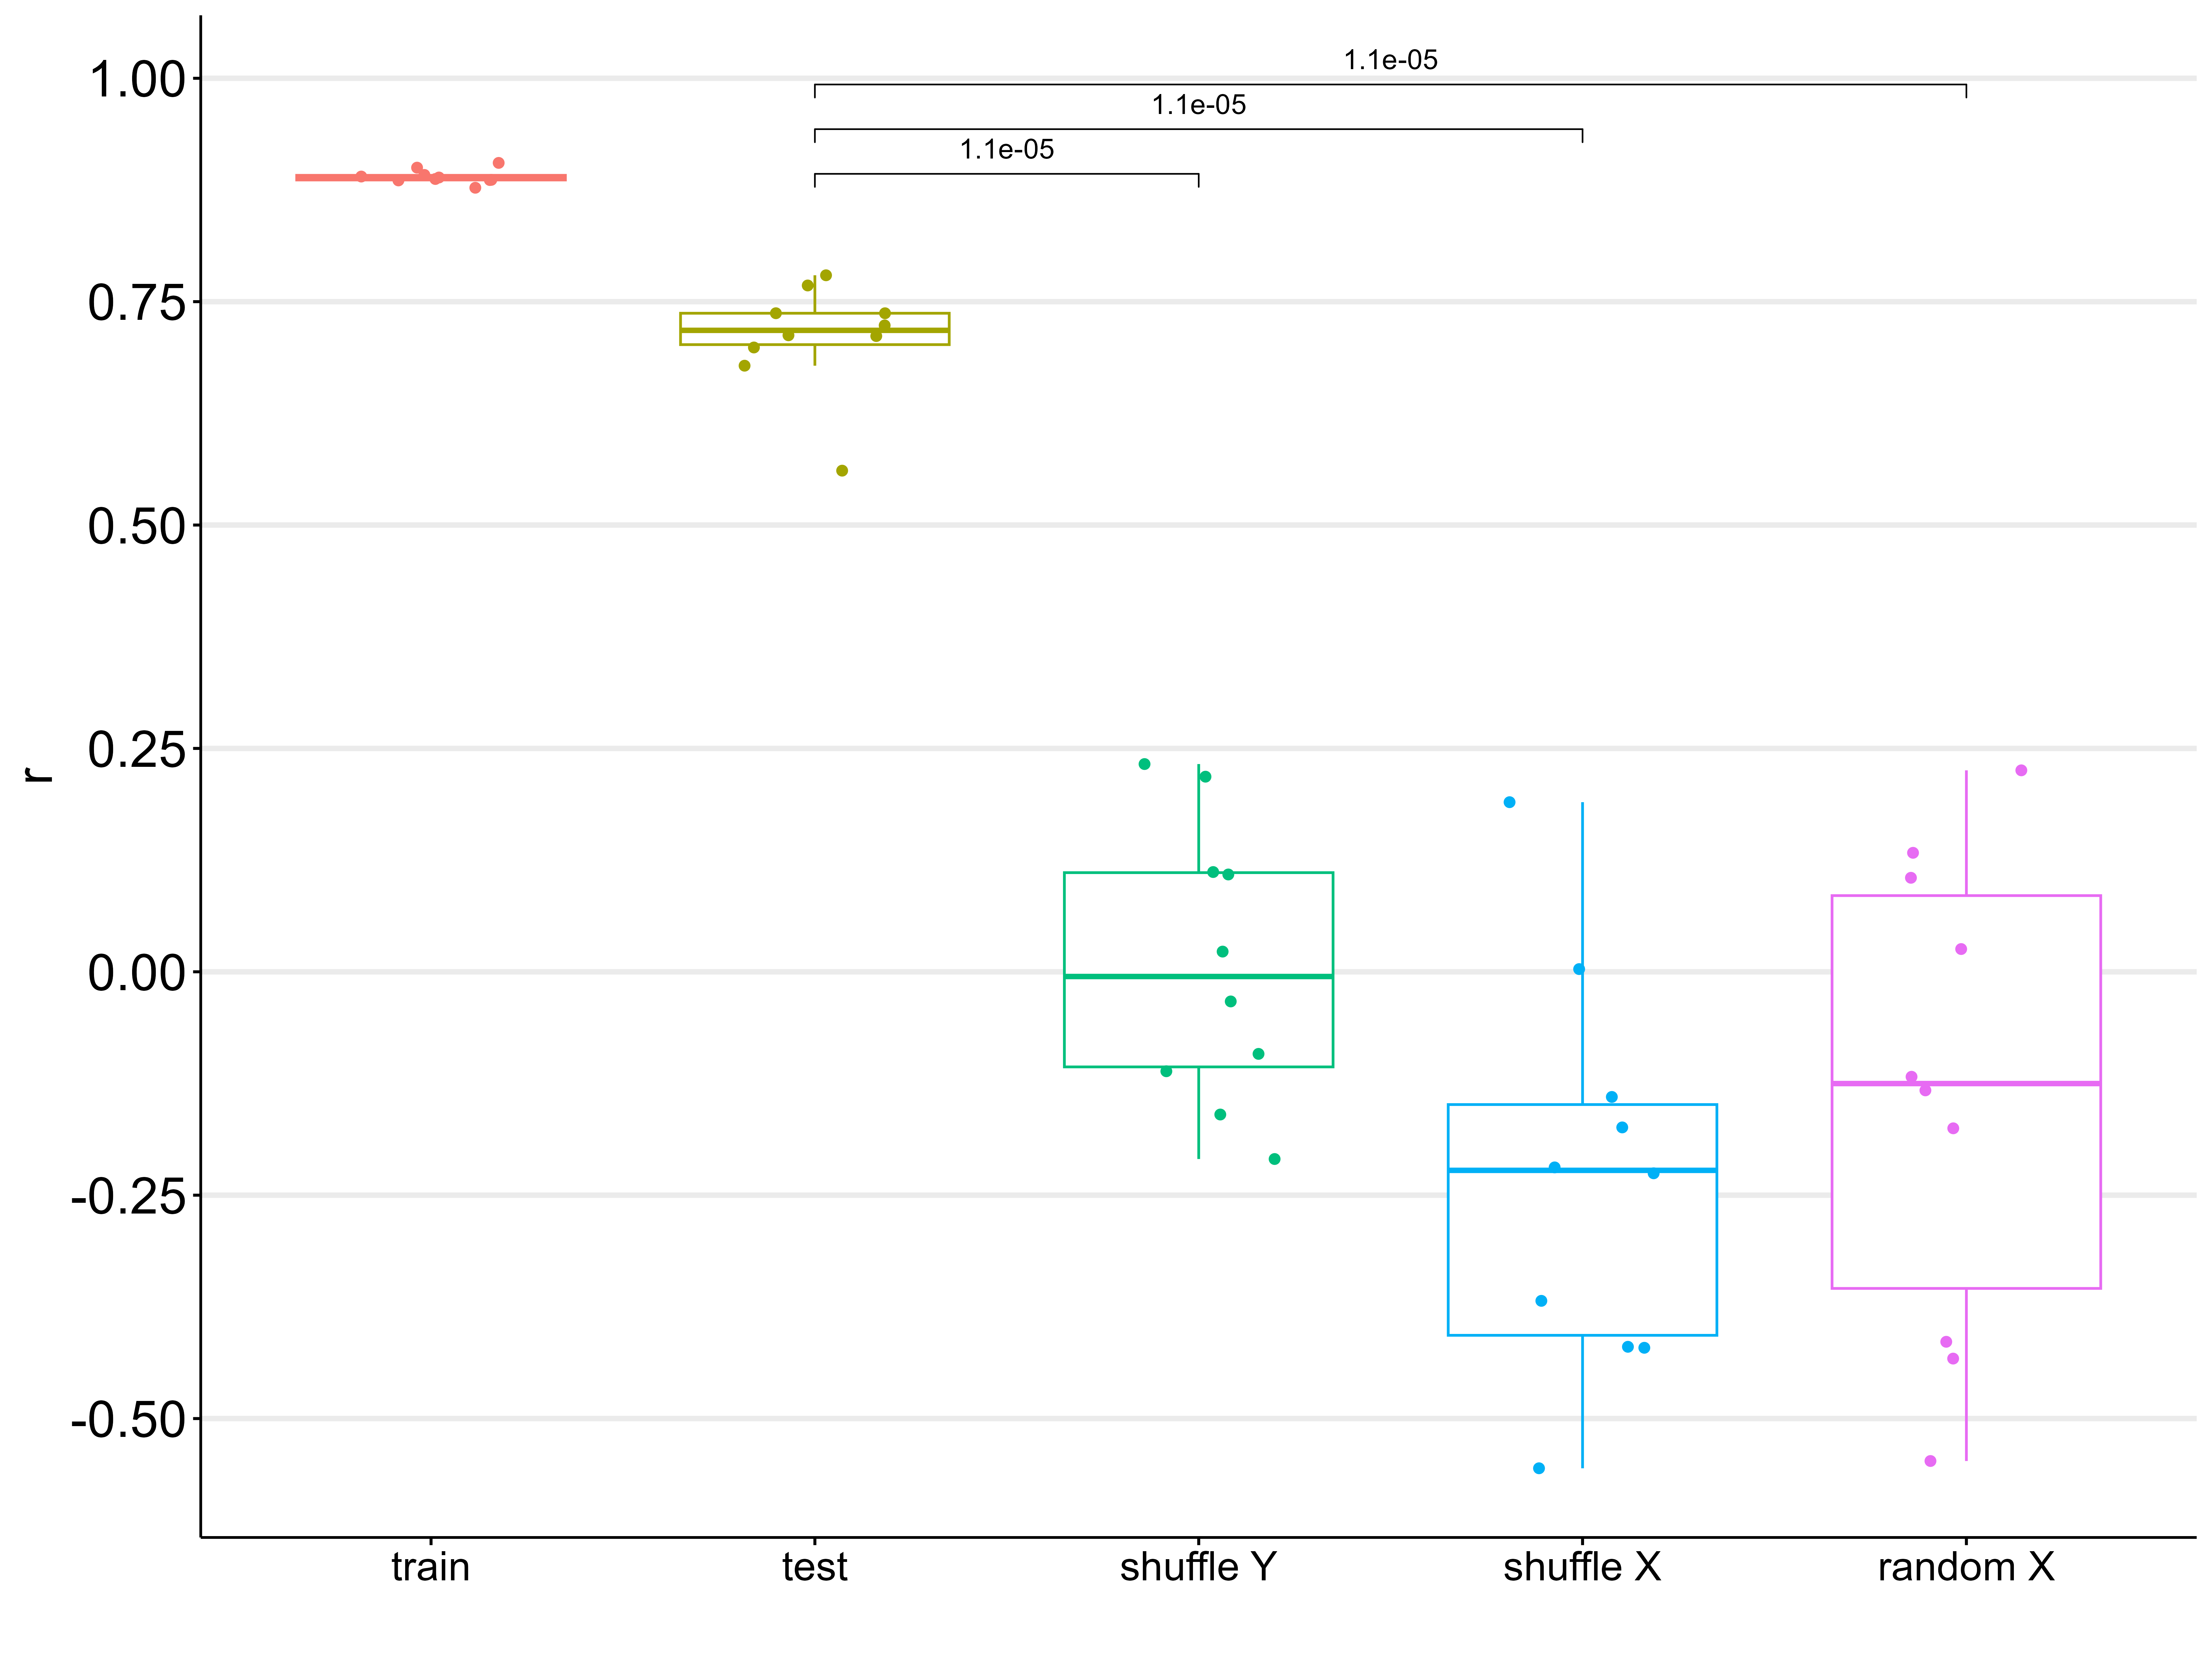 1.1e-05
1.1e-05
1.1e-05
1.00
0.75
0.50
0.25
0.00
-0.25
-0.50
r
train
test
shuffle Y
shuffle X
random X